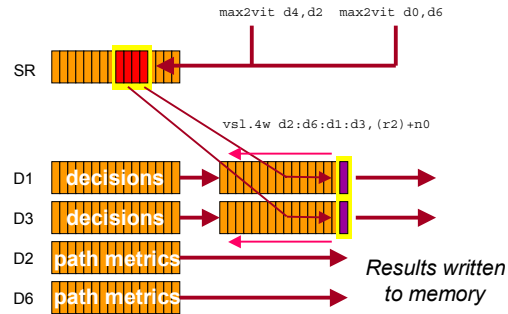 max2vit d4,d2 max2vit d0,d6
SR
vsl.4w d2:d6:d1:d3,(r2)+n0
D1 decisions
D3 decisions
D2 path metrics
D6 path metrics
Results written
to memory